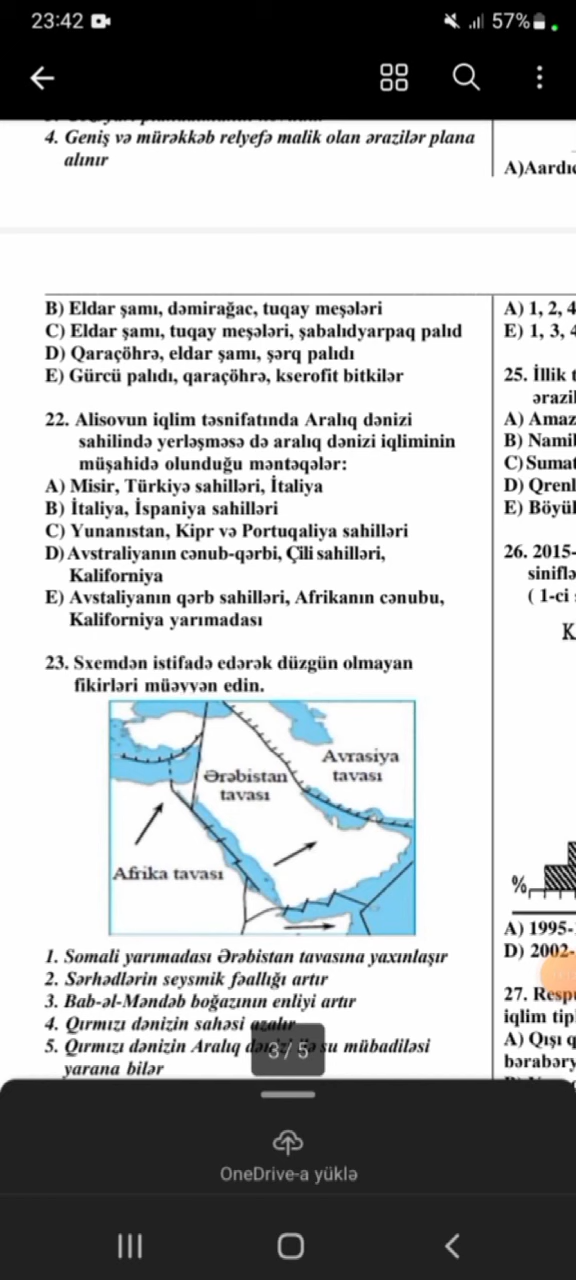 23:42
57%
4. Geniş və mürəkkəb relyefə malik olan ərazilər plana
alınır
A)Aardıc
B) Eldar şamı, dəmirağac, tuqay meşələri
C) Eldar şamı, tuqay meşələri, şabalıdyarpaq palıd
D) Qaraçöhrə, eldar şamı, şərq palıdı
E) Gürcü palıdı, qaraçöhrə, kserofit bitkilər
22. Alisovun iqlim təsnifatında Aralıq dənizi
sahilində yerləşməsə də aralıq dənizi iqliminin
müşahidə olunduğu məntəqələr:
A) Misir, Türkiyə sahilləri, İtaliya
B) İtaliya, İspaniya sahilləri
C) Yunanıstan, Kipr və Portuqaliya sahilləri
D) Avstraliyanın cənub-qərbi, Çili sahilləri,
Kaliforniya
E) Avstaliyanın qərb sahilləri, Afrikanın cənubu,
Kaliforniya yarımadası
23. Sxemdən istifadə edərək düzgün olmayan
fikirləri müəyyən edin.
Avrasiya
tavası
Ərəbistan
tavası
Afrika tavası
1. Somali yarımadası Ərəbistan tavasına yaxınlaşır
2. Sərhədlərin seysmik fəallığı artır
3. Bab-əl-Məndəb boğazının enliyi artır
4. Qırmızı dənizin sahəsi azalır
5. Qırmızı dənizin Aralıq su mübadiləsi
yarana bilər
3/5
A) 1, 2, 4
E) 1, 3, 4
25. İllik
ərazil
A) Amaz
B) Namil
C) Sumat
D) Qrenl
E) Böyük
26. 2015-
siniflə
( 1-ci
K
%
A) 1995-
D) 2002-
27. Resp
iqlim tip
A) Qışı q
bərabəry
OneDrive-a yüklə